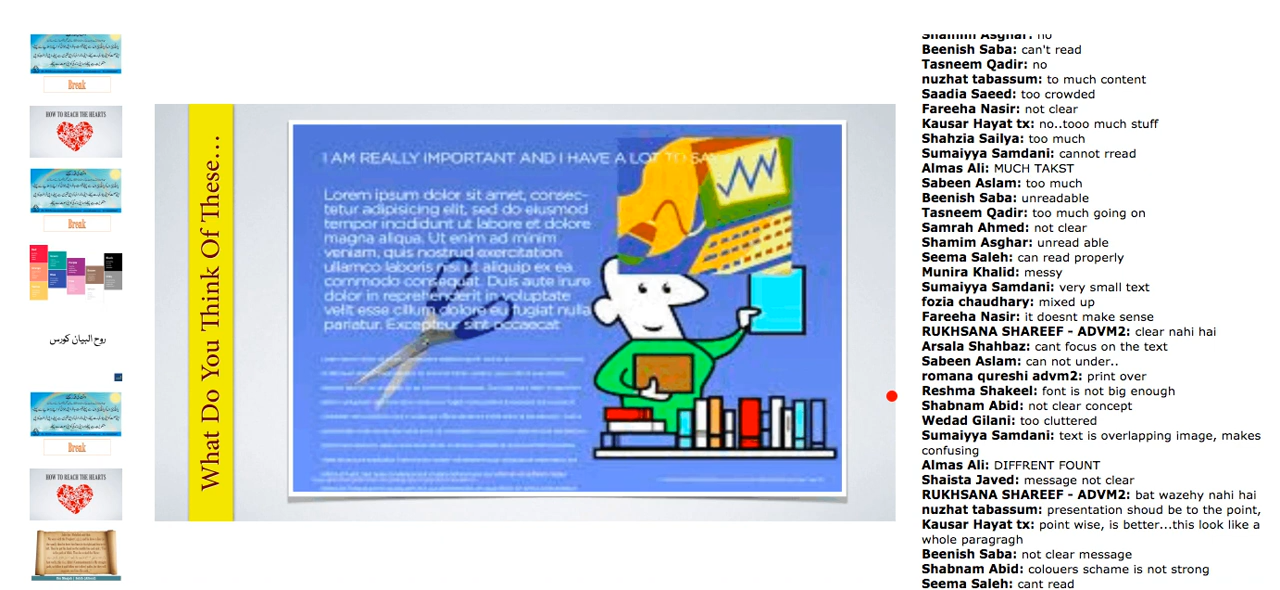 Break
HOW TO REACH THE HEARTS
Break
روح البیان کورس
Break
HOW TO REACH THE HEARTS
What Do You Think Of These...
I AM REALLY IMPORTANT AND I HAVE A LOT TO SAY
Lorem ipsum dolor sit amet, consec-
tetur adipisicing elit, sed do eiusmod
tempor incididunt ut labore et dolore
magna aliqua. Ut enim ad minim
veniam, quis nostrud exercitation
ullamco laboris nisi ut aliquip ex ea
commodo consequat. Duis aute irure
dolor in reprehenderit in voluptate
velit esse cillum dolore eu fugiat nulla
pariatur. Excepteur sint occaecat
Shamim Asghar: no
Beenish Saba: can't read
Tasneem Qadir: no
nuzhat tabassum: to much content
Saadia Saeed: too crowded
Fareeha Nasir: not clear
Kausar Hayat tx: no..tooo much stuff
Shahzia Sailya: too much
Sumaiyya Samdani: cannot rread
Almas Ali: MUCH TAKST
Sabeen Aslam: too much
Beenish Saba: unreadable
Tasneem Qadir: too much going on
Samrah Ahmed: not clear
Shamim Asghar: unread able
Seema Saleh: can read properly
Munira Khalid: messy
Sumaiyya Samdani: very small text
fozia chaudhary: mixed up
Fareeha Nasir: it doesnt make sense
RUKHSANA SHAREEF - ADVM2: clear nahi hai
Arsala Shahbaz: cant focus on the text
Sabeen Aslam: can not under..
romana qureshi advm2: print over
Reshma Shakeel: font is not big enough
Shabnam Abid: not clear concept
Wedad Gilani: too cluttered
Sumaiyya Samdani: text is overlapping image, makes
confusing
Almas Ali: DIFFRENT FOUNT
Shaista Javed: message not clear
RUKHSANA SHAREEF - ADVM2: bat wazehy nahi hai
nuzhat tabassum: presentation shoud be to the point,
Kausar Hayat tx: point wise, is better...this look like a
whole paragragh
Beenish Saba: not clear message
Shabnam Abid: colouers schame is not strong
Seema Saleh: cant read